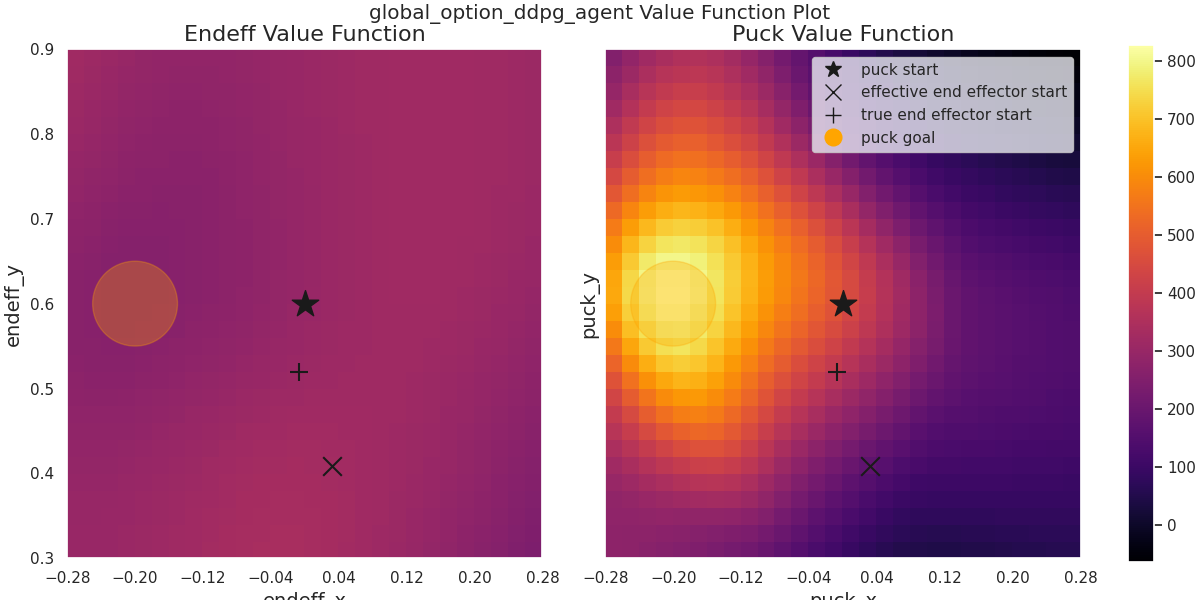 global_option_ddpg_agent Value Function Plot
Endeff Value Function
Puck Value Function
0.9
0.8
0.7
0.6
0.5
0.4
0.3
endeff_y
−0.28 −0.20 −0.12 −0.04 0.04 0.12 0.20 0.28
endeff_x
puck start
effective end effector start
true end effector start
puck goal
puck_y
−0.28 −0.20 −0.12 −0.04 0.04 0.12 0.20 0.28
puck_x
800
700
600
500
400
300
200
100
0